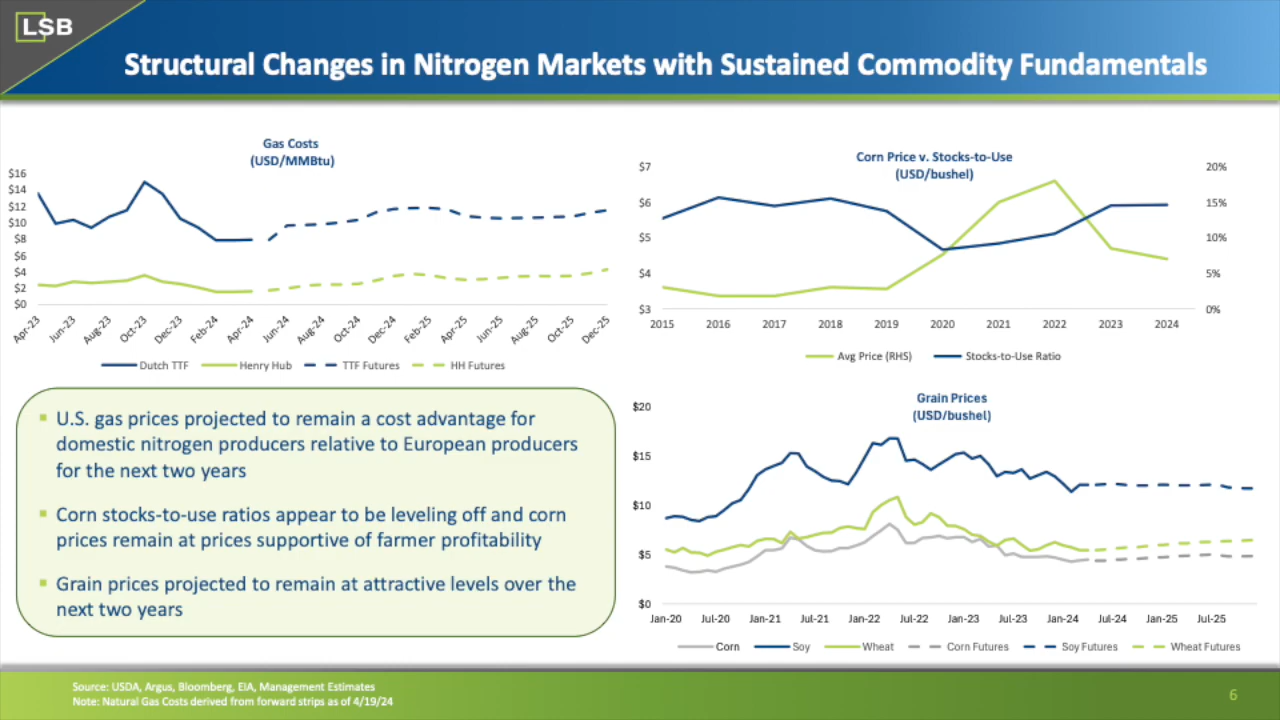 LSB
Structural Changes in Nitrogen Markets with Sustained Commodity Fundamentals
Gas Costs
(USD/MMBtu)
$16
$14
$12
$10
$8
$6
$4
$2
$0
Apr-23
Jun-23
Aug-23
Oct-23
Dec-23
Feb-24
Apr-24
Jun-24
Aug-24
Oct-24
Dec-24
Feb-25
Apr-25
Jun-25
Aug-25
Oct-25
Dec-25
Dutch TTF Henry Hub TTF Futures HH Futures
Corn Price v. Stocks-to-Use
(USD/bushel)
$7
$6
$5
$4
$3
20%
15%
10%
5%
0%
2015 2016 2017 2018 2019 2020 2021 2022 2023 2024
Avg Price (RHS) Stocks-to-Use Ratio
▪ U.S. gas prices projected to remain a cost advantage for
domestic nitrogen producers relative to European producers
for the next two years
▪ Corn stocks-to-use ratios appear to be leveling off and corn
prices remain at prices supportive of farmer profitability
▪ Grain prices projected to remain at attractive levels over the
next two years
Grain Prices
(USD/bushel)
$20
$15
$10
$5
$0
Jan-20 Jul-20 Jan-21 Jul-21 Jan-22 Jul-22 Jan-23 Jul-23 Jan-24 Jul-24 Jan-25 Jul-25
Corn Soy Wheat Corn Futures Soy Futures Wheat Futures
Source: USDA, Argus, Bloomberg, EIA, Management Estimates
Note: Natural Gas Costs derived from forward strips as of 4/19/24
6